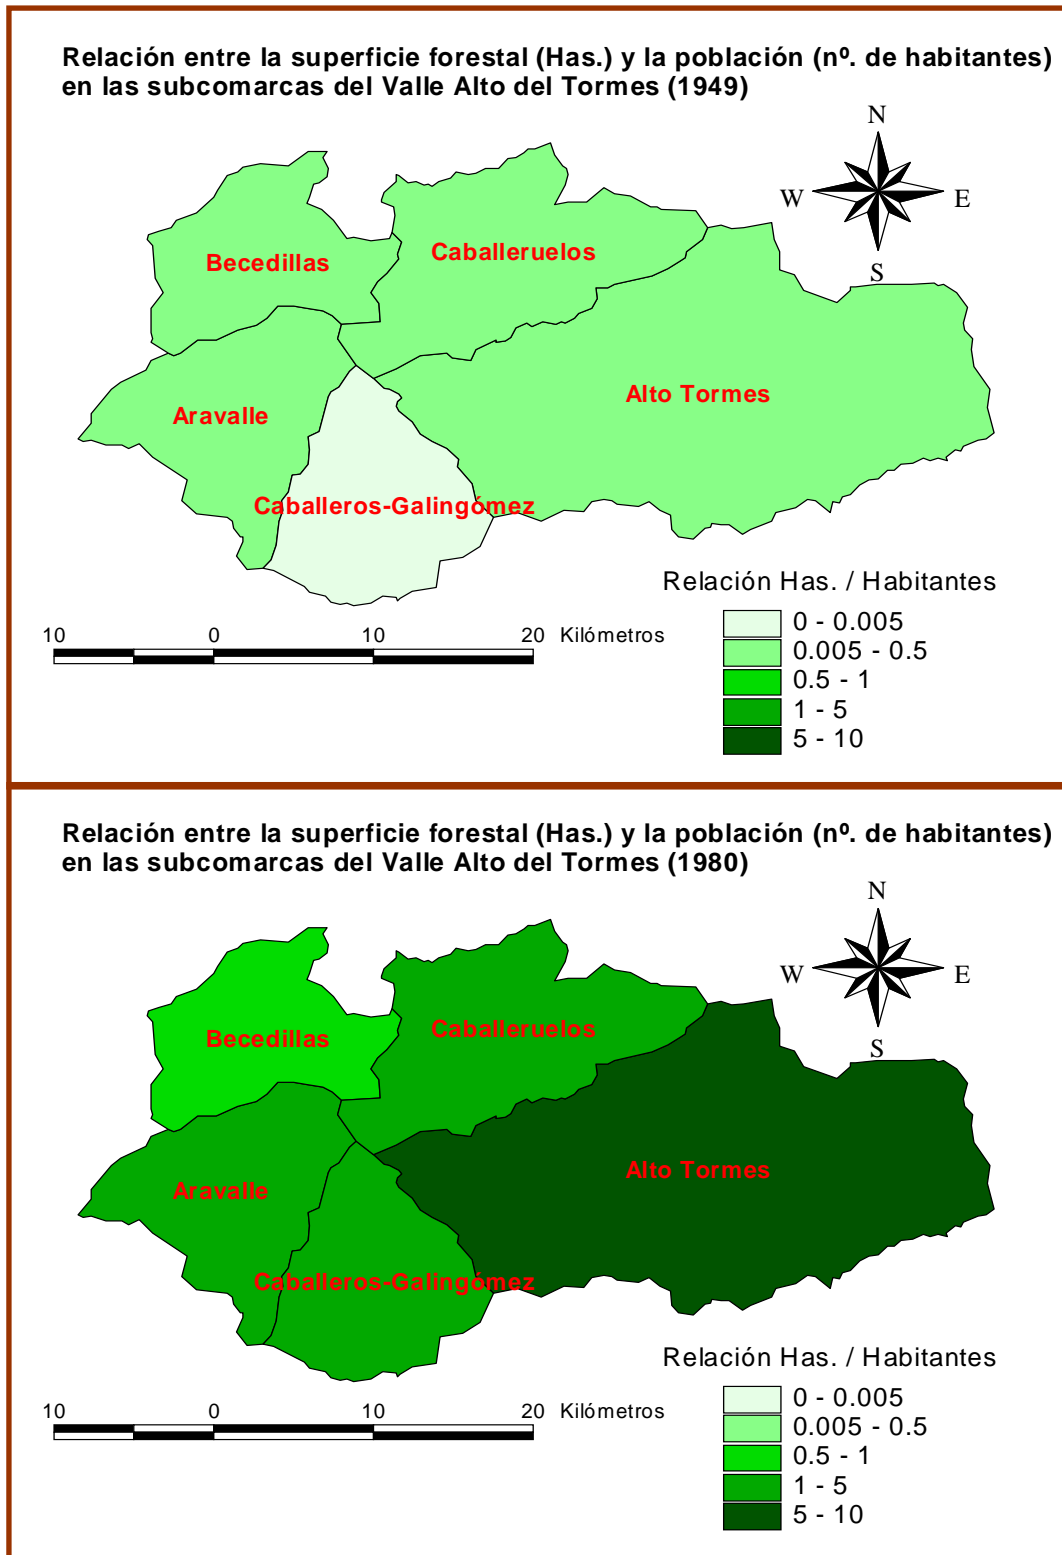 Relación entre la superficie forestal (Has.) y la población (nº. de habitantes)
en las subcomarcas del Valle Alto del Tormes (1949)
N
W
E
S
Becedillas
Caballeruelos
Alto Tormes
Aravalle
Caballeros-Galingómez
Relación Has. / Habitantes
0 - 0.005
0.005 - 0.5
0.5 - 1
1 - 5
5 - 10
10 0 10 20 Kilómetros
Relación entre la superficie forestal (Has.) y la población (nº. de habitantes)
en las subcomarcas del Valle Alto del Tormes (1980)
N
W
E
S
Becedillas
Caballeruelos
Alto Tormes
Aravalle
Caballeros-Galingómez
Relación Has. / Habitantes
0 - 0.005
0.005 - 0.5
0.5 - 1
1 - 5
5 - 10
10 0 10 20 Kilómetros